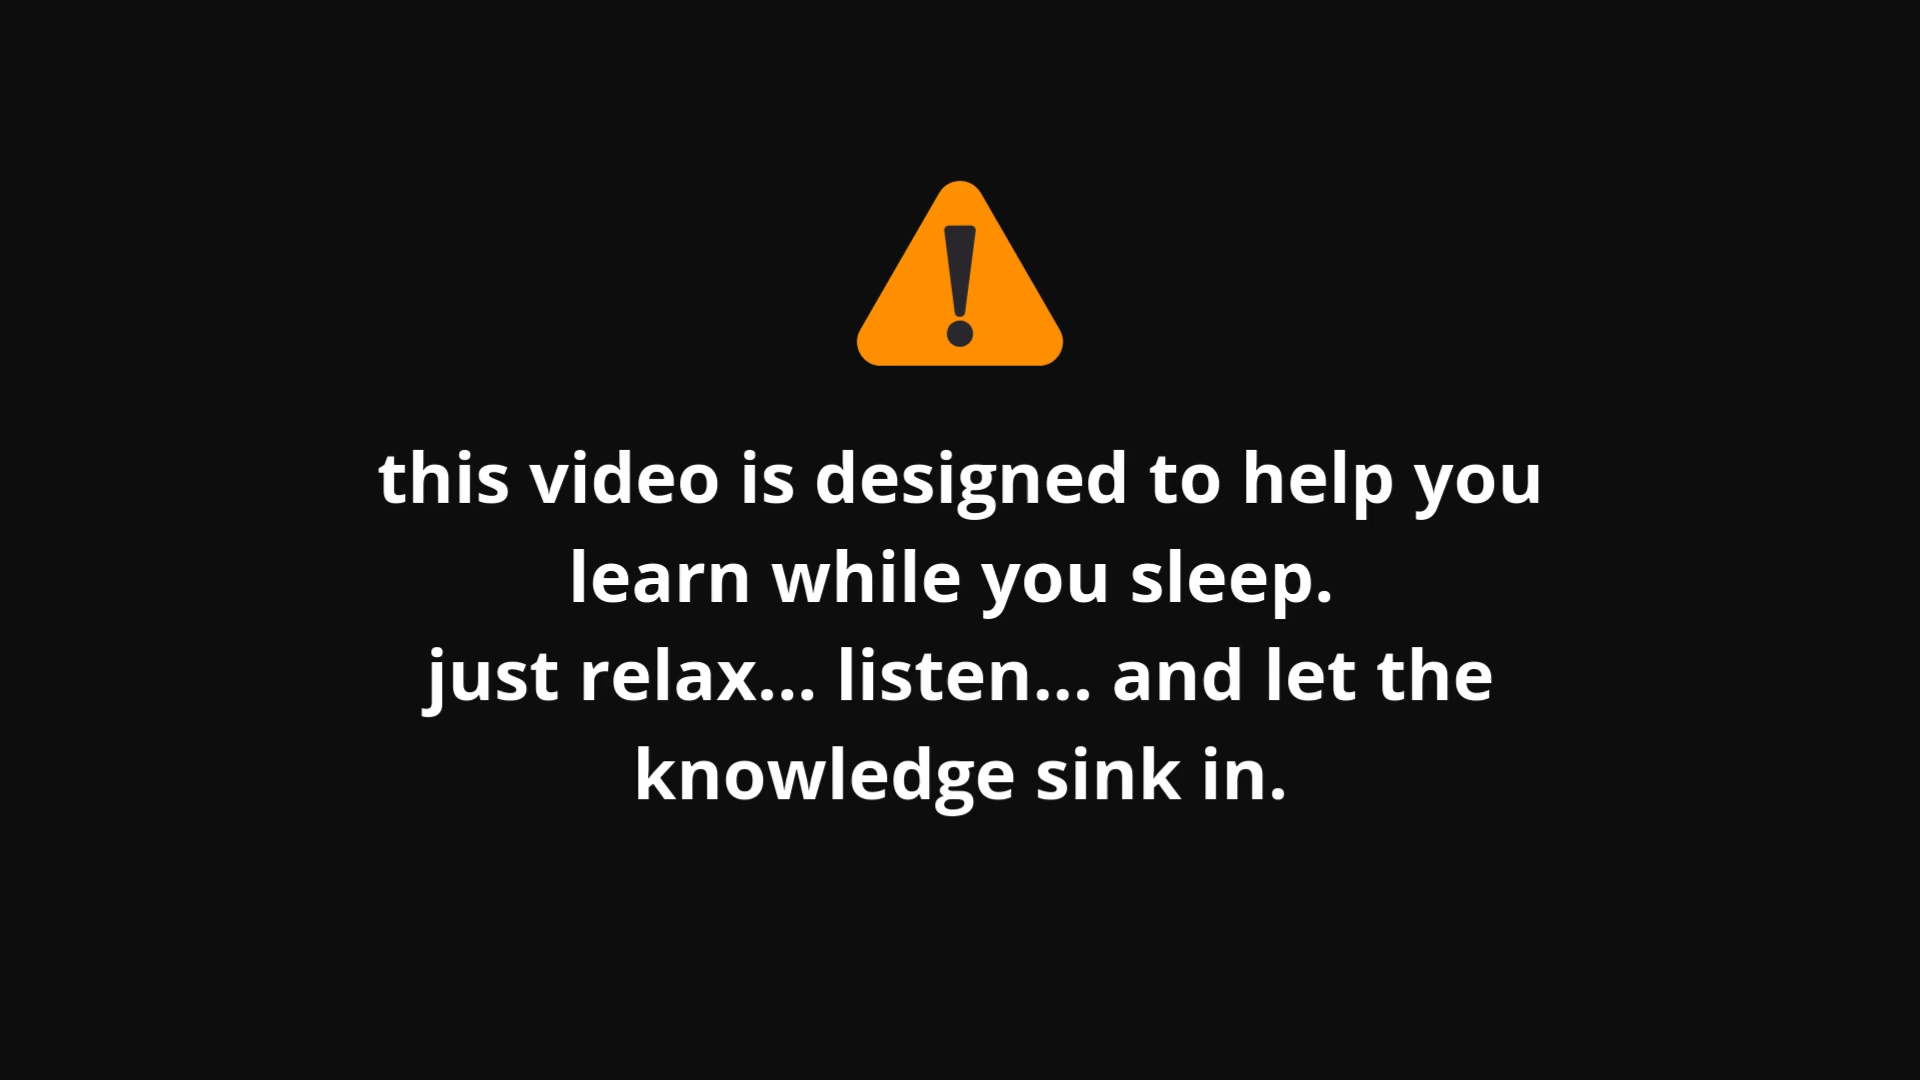 this video is designed to help you
learn while you sleep.
just relax... listen... and let the
knowledge sink in.